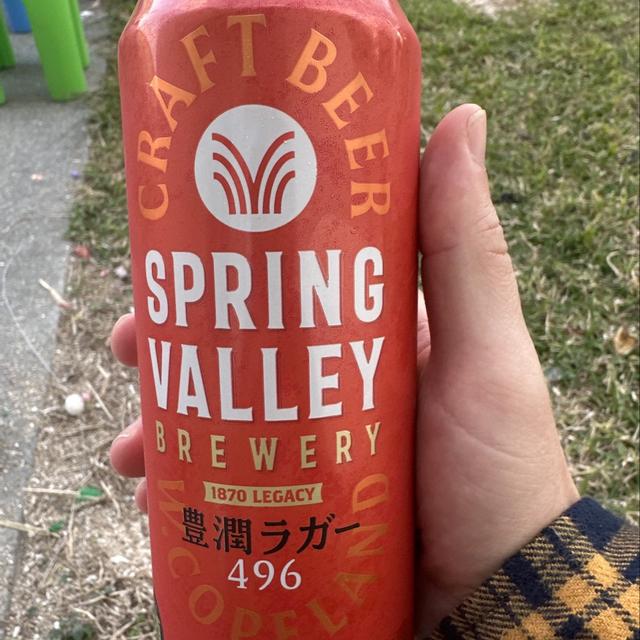 CRAFT BEER
SPRING
VALLEY
BREWERY
1870 LEGACY
豊潤ラガー
496
W.COPELAND